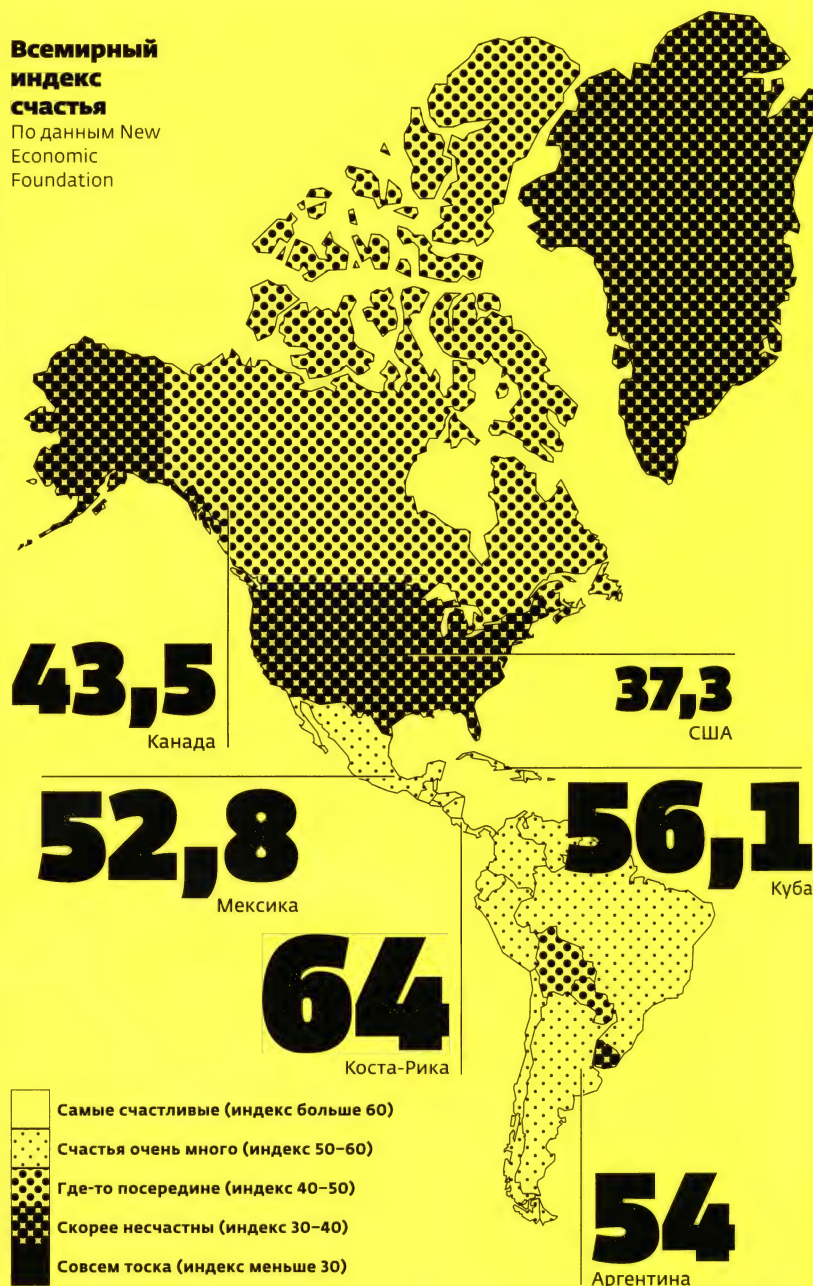 Всемирный
индекс
счастья
По данным New
Economic
Foundation
43,5
Канада
37,3
США
52,8
Мексика
56,1
Куба
64
Коста-Рика
Самые счастливые (индекс больше 60)
Счастья очень много (индекс 50–60)
Где-то посередине (индекс 40–50)
Скорее несчастны (индекс 30–40)
Совсем тоска (индекс меньше 30)
54
Аргентина